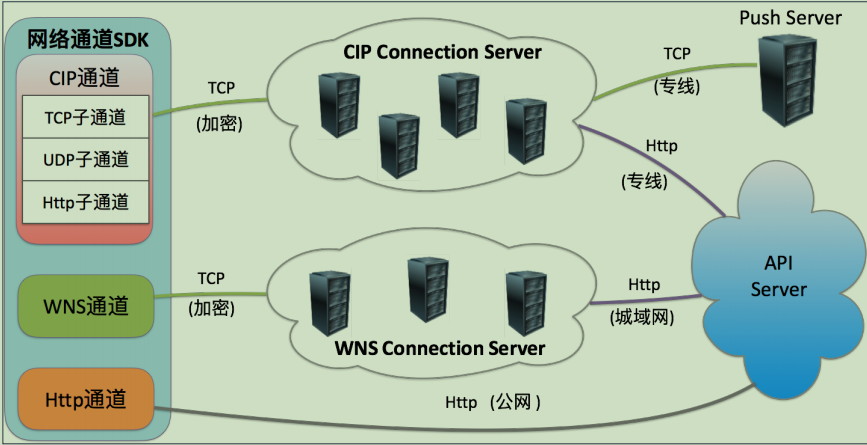 网络通道SDK
CIP通道
TCP子通道
UDP子通道
Http子通道
WNS通道
Http通道
TCP
(加密)
TCP
(加密)
CIP Connection Server
WNS Connection Server
TCP
(专线)
Http
(专线)
Http
(城域网)
Http (公网)
Push Server
API
Server